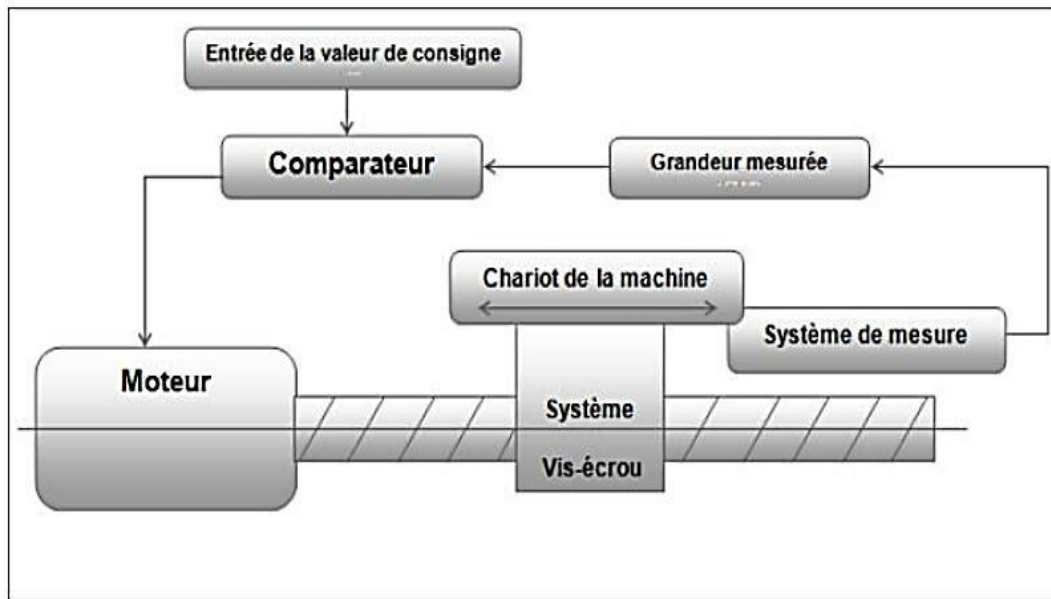 Entrée de la valeur de consigne
Comparateur
Grandeur mesurée
Chariot de la machine
Système de mesure
Moteur
Système
Vis-écrou